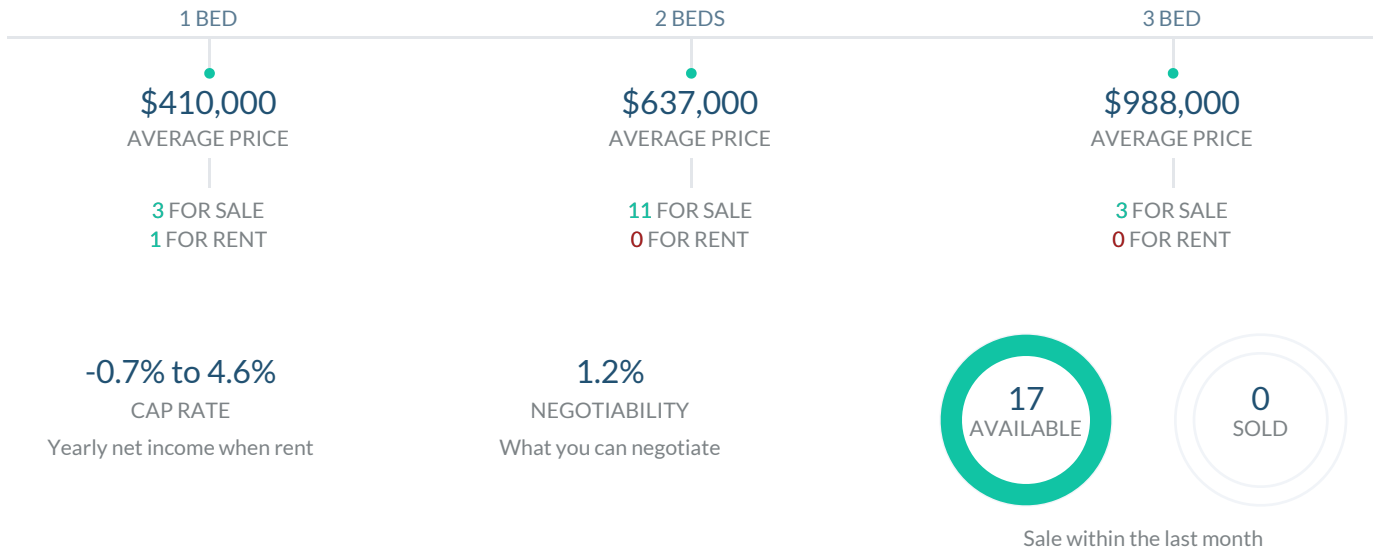 1 BED
2 BEDS
3 BED
$410,000
AVERAGE PRICE
3 FOR SALE
1 FOR RENT
$637,000
AVERAGE PRICE
11 FOR SALE
0 FOR RENT
$988,000
AVERAGE PRICE
3 FOR SALE
0 FOR RENT
-0.7% to 4.6%
CAP RATE
Yearly net income when rent
1.2%
NEGOTIABILITY
What you can negotiate
17
AVAILABLE
0
SOLD
Sale within the last month